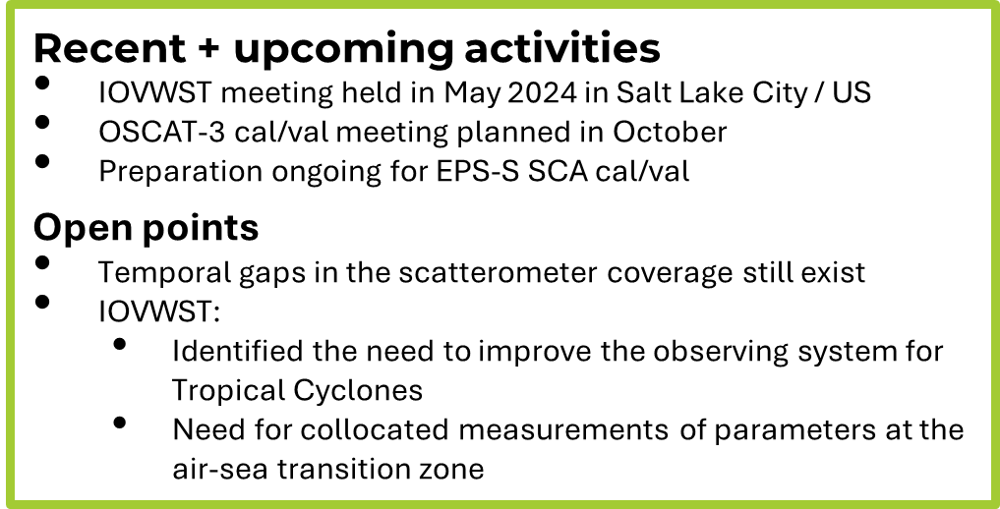 Recent + upcoming activities
• IOVWST meeting held in May 2024 in Salt Lake City / US
• OSCAT-3 cal/val meeting planned in October
• Preparation ongoing for EPS-S SCA cal/val
Open points
• Temporal gaps in the scatterometer coverage still exist
• IOVWST:
• Identified the need to improve the observing system for
Tropical Cyclones
• Need for collocated measurements of parameters at the
air-sea transition zone